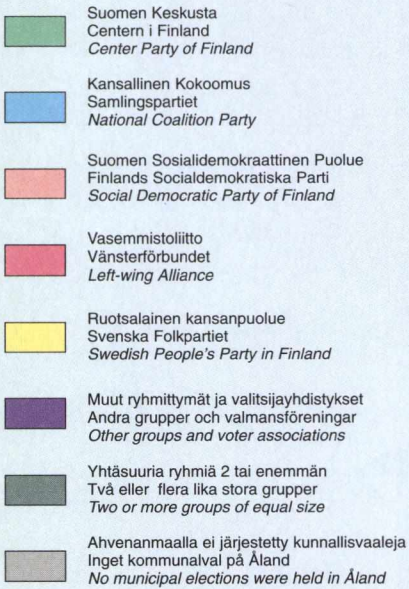 Suomen Keskusta
Centern i Finland
Center Party of Finland
Kansallinen Kokoomus
Samlingspartiet
National Coalition Party
Suomen Sosialidemokraattinen Puolue
Finlands Socialdemokratiska Parti
Social Democratic Party of Finland
Vasemmistoliitto
Vänsterförbundet
Left-wing Alliance
Ruotsalainen kansanpuolue
Svenska Folkpartiet
Swedish People's Party in Finland
Muut ryhmittymät ja valitsijayhdistykset
Andra grupper och valmansföreningar
Other groups and voter associations
Yhtäsuuria ryhmiä 2 tai enemmän
Två eller flera lika stora grupper
Two or more groups of equal size
Ahvenanmaalla ei järjestetty kunnallisvaaleja
Inget kommunalval på Åland
No municipal elections were held in Åland